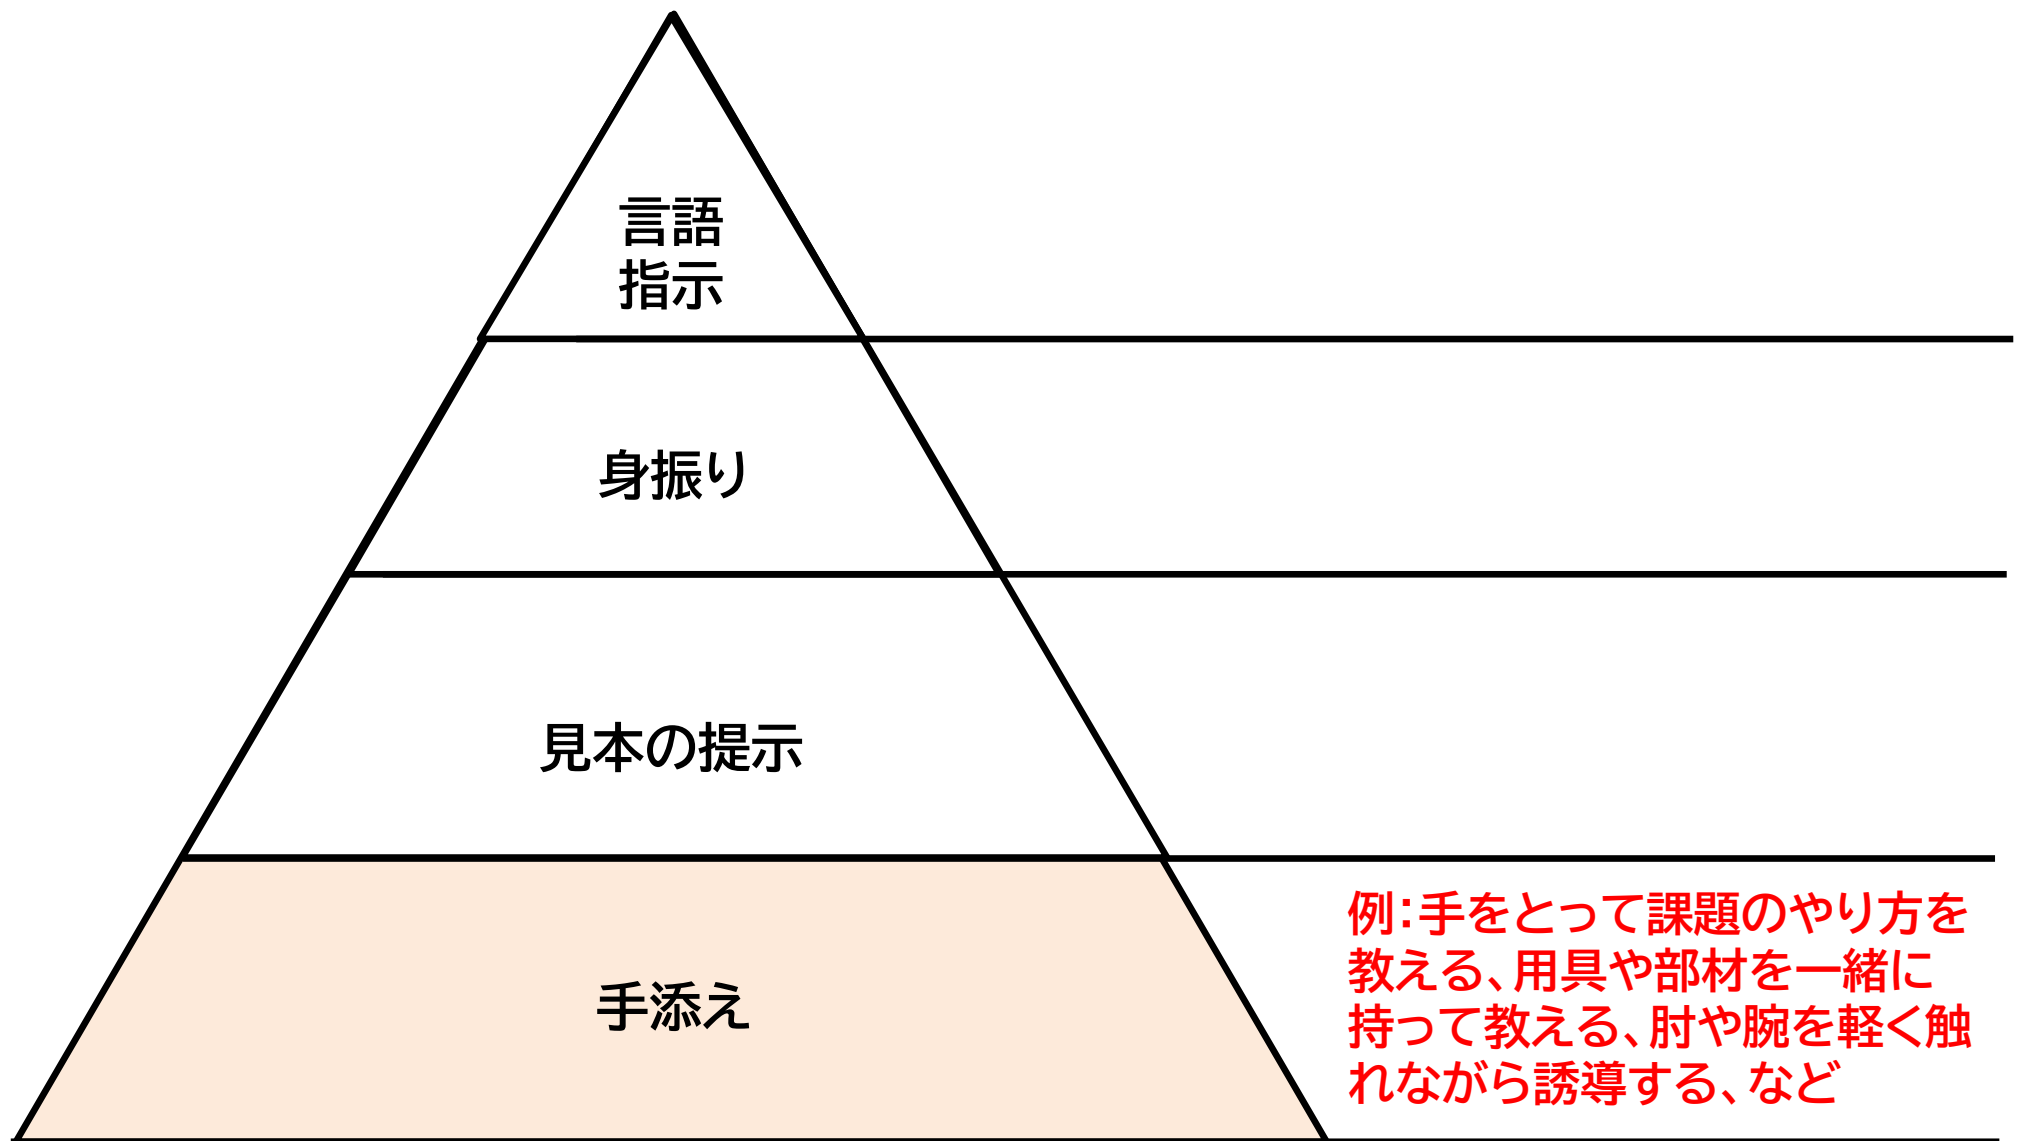 言語
指示
身振り
見本の提示
手添え
例：手をとって課題のやり方を
教える、用具や部材を一緒に
持って教える、肘や腕を軽く触
れながら誘導する、など